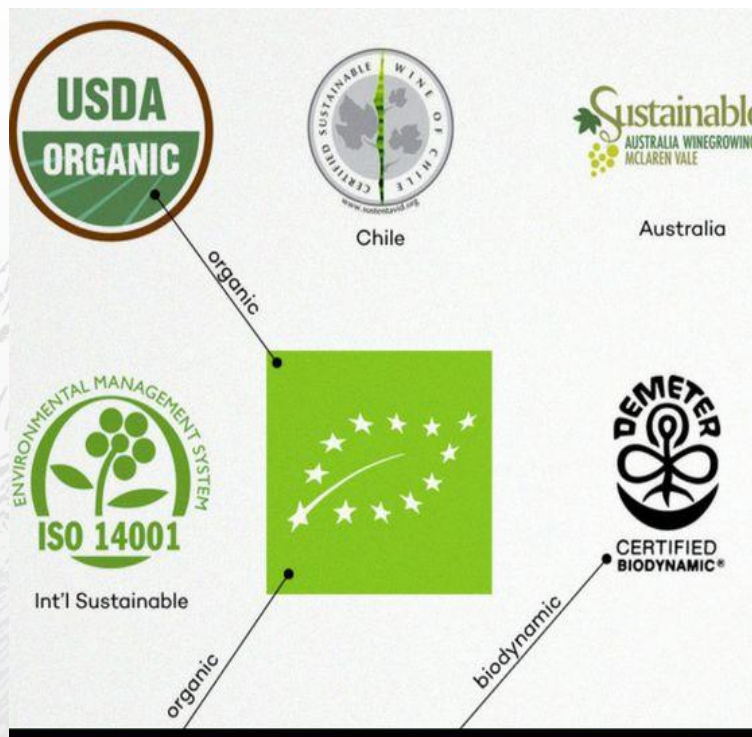 USDA
ORGANIC
CERTIFIED SUSTAINABLE WINE OF CHILE
www.sustentavid.org
Chile
Sustainable
AUSTRALIA WINEGROWING
MCLAREN VALE
Australia
organic
ENVIRONMENTAL MANAGEMENT SYSTEM
ISO 14001
Int'l Sustainable
DEMETER
CERTIFIED
BIODYNAMIC®
organic
biodynamic